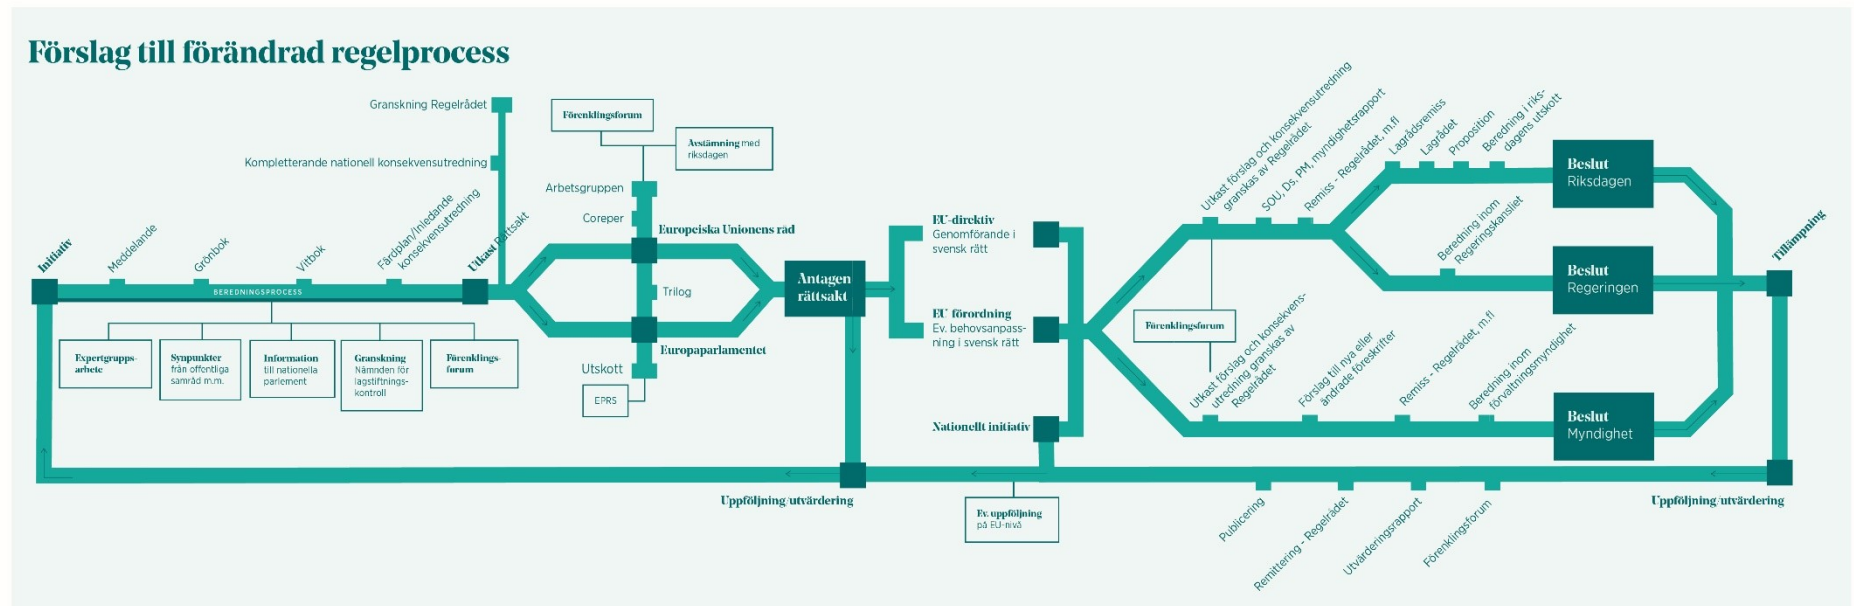 Förslag till förändrad regelprocess
Granskning Regelrådet
Kompletterande nationell konsekvensutredning
Initiativ
Meddelande
Grönbok
Vitbok
Färdplan/Inledande
konsekvensutredning
Utkast Rättsakt
BEREDNINGSPROCESS
Expertgrupps-
arbete
Synpunkter
från offentliga
samråd m.m.
Information
till nationella
parlement
Granskning
Nämnden för
lagstiftnings-
kontroll
Förenklings-
forum
Förenklingsforum
Avstämning med
riksdagen
Arbetsgruppen
Coreper
Europeiska Unionens råd
Trilog
Europaparlamentet
Utskott
EPRS
Antagen
rättsakt
EU-direktiv
Genomförande i
svensk rätt
EU förordning
Ev. behovsanpass-
ning i svensk rätt
Nationellt initiativ
Utkast förslag och konsekvensutredning
granskas av Regelrådet
SOU, Ds, PM, myndighetsrapport
Remiss - Regelrådet, m.fl
Lagrådsremiss
Lagrådet
Proposition
Beredning i riks-
dagens utskott
Beslut
Riksdagen
Beredning inom
Regeringskansliet
Beslut
Regeringen
Förenklingsforum
Utkast förslag och konsekvens-
utredning granskas av
Regelrådet
Förslag till nya eller
ändrade föreskrifter
Remiss - Regelrådet, m.fl
Beredning inom
förvaltningsmyndighet
Beslut
Myndighet
Tillämpning
Uppföljning/utvärdering
Ev. uppföljning
på EU-nivå
Publicering
Remittering - Regelrådet
Utvärderingsrapport
Förenklingsforum
Uppföljning/utvärdering